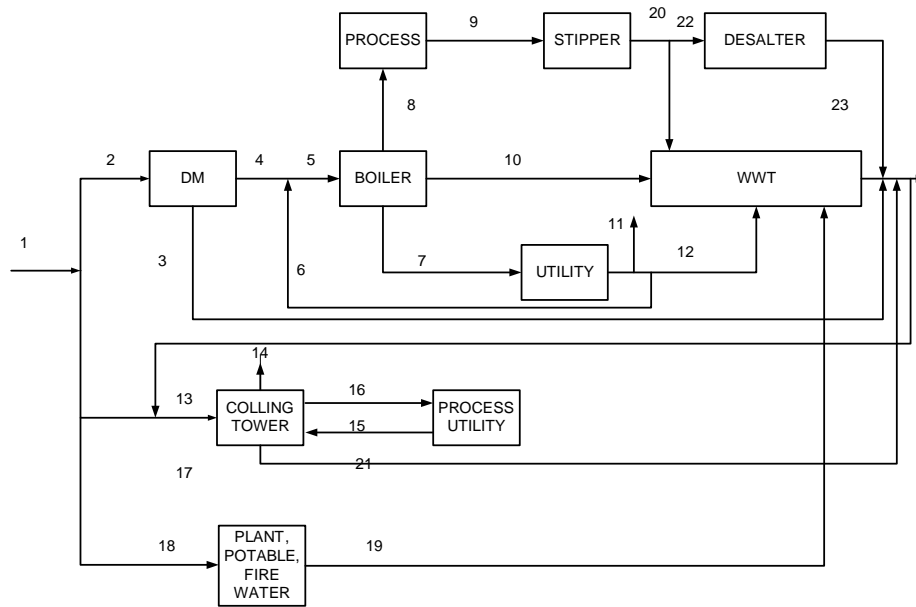 20
9
22
PROCESS
STIPPER
DESALTER
8
23
2
4
5
10
DM
BOILER
WWT
11
1
3
6
7
12
UTILITY
14
13
16
COLLING
TOWER
PROCESS
UTILITY
15
21
17
18
19
PLANT,
POTABLE,
FIRE
WATER